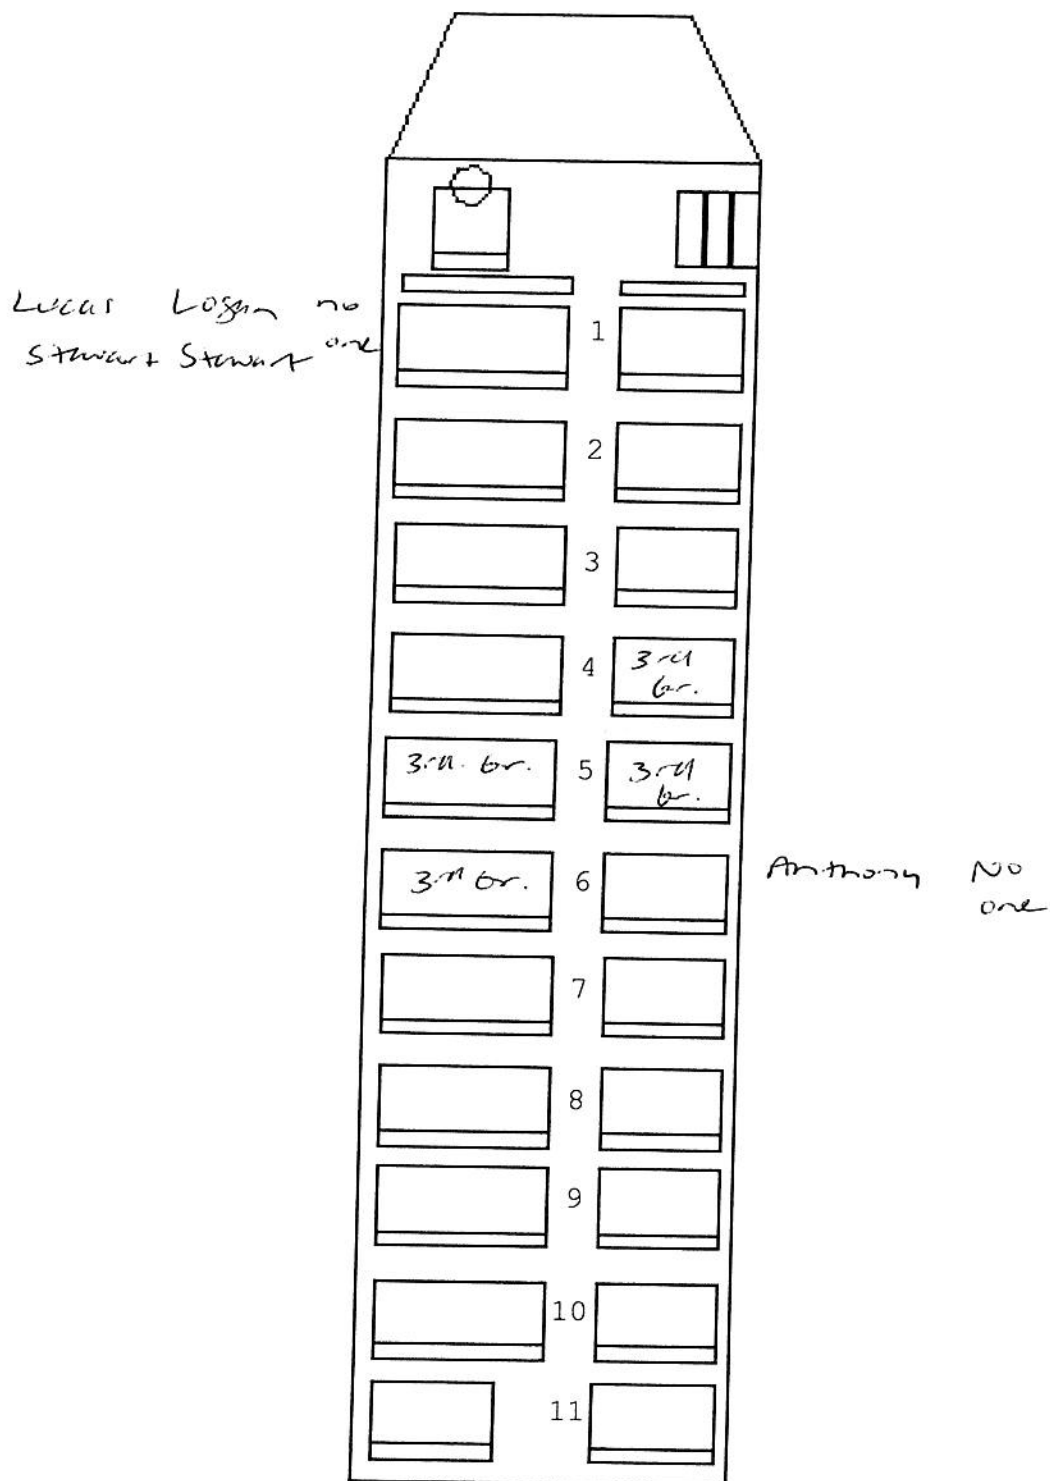 Lucas Logan no
Stewart Stewart one
1
2
3
4 3rd
Gr.
3rd. Gr. 5 3rd
Gr.
3rd Gr. 6 Anthony No
one
7
8
9
10
11